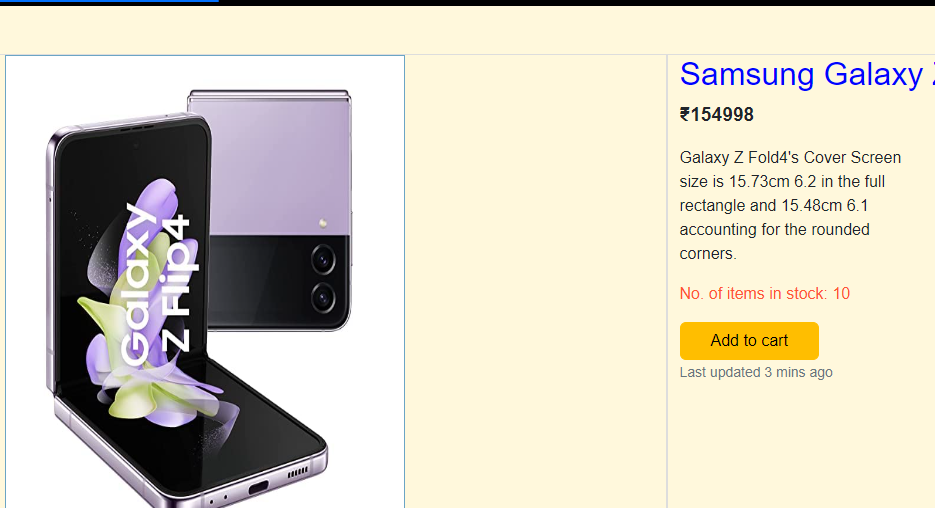 Galaxy
Z Flip4
Samsung Galaxy
₹154998
Galaxy Z Fold4's Cover Screen
size is 15.73cm 6.2 in the full
rectangle and 15.48cm 6.1
accounting for the rounded
corners.
No. of items in stock: 10
Add to cart
Last updated 3 mins ago